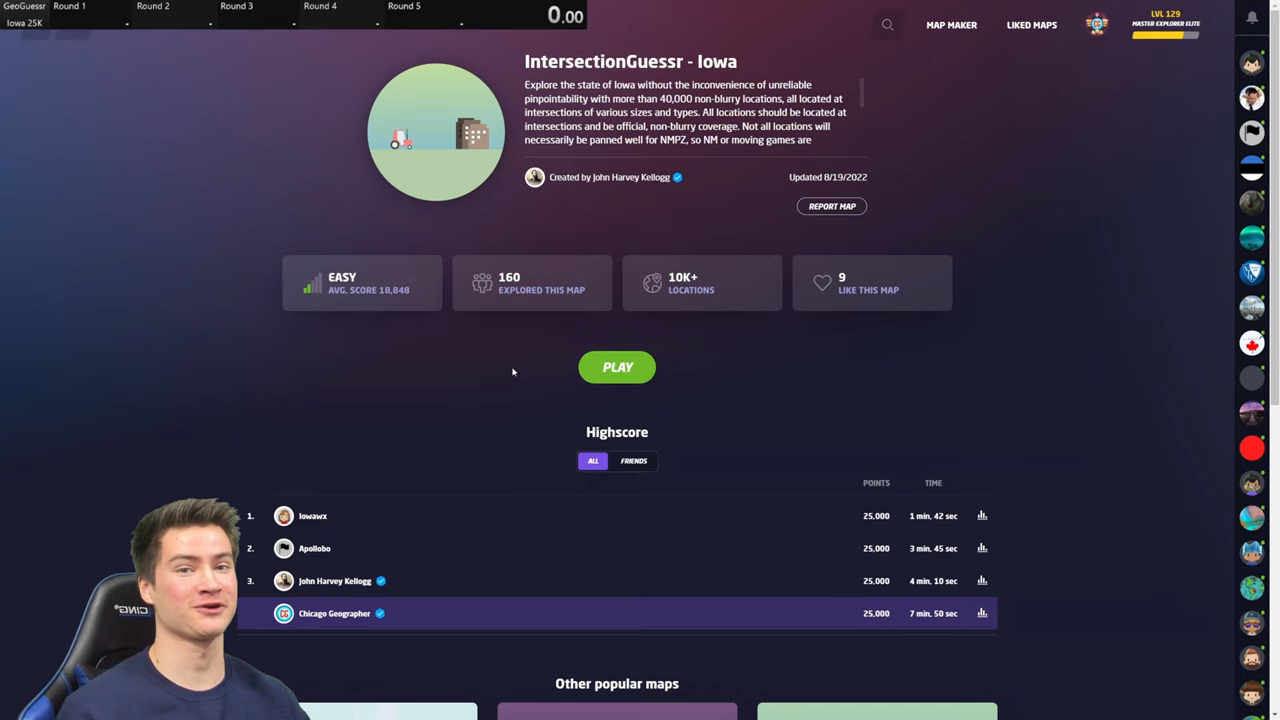 GeoGuessr
Iowa 25K
Round 1
Round 2
Round 3
Round 4
Round 5
0.00
MAP MAKER
LIKED MAPS
LVL 129
MASTER EXPLORER ELITE
IntersectionGuessr - Iowa
Explore the state of Iowa without the inconvenience of unreliable
pinpointability with more than 40,000 non-blurry locations, all located at
intersections of various sizes and types. All locations should be located at
intersections and be official, non-blurry coverage. Not all locations will
necessarily be panned well for NMPZ, so NM or moving games are
Created by John Harvey Kellogg
Updated 8/19/2022
REPORT MAP
EASY
AVG. SCORE 18,848
160
EXPLORED THIS MAP
10K+
LOCATIONS
9
LIKE THIS MAP
PLAY
Highscore
ALL
FRIENDS
POINTS
TIME
1. Iowawx 25,000 1 min, 42 sec
2. Apollobo 25,000 3 min, 45 sec
3. John Harvey Kellogg 25,000 4 min, 10 sec
CG Chicago Geographer 25,000 7 min, 50 sec
Other popular maps